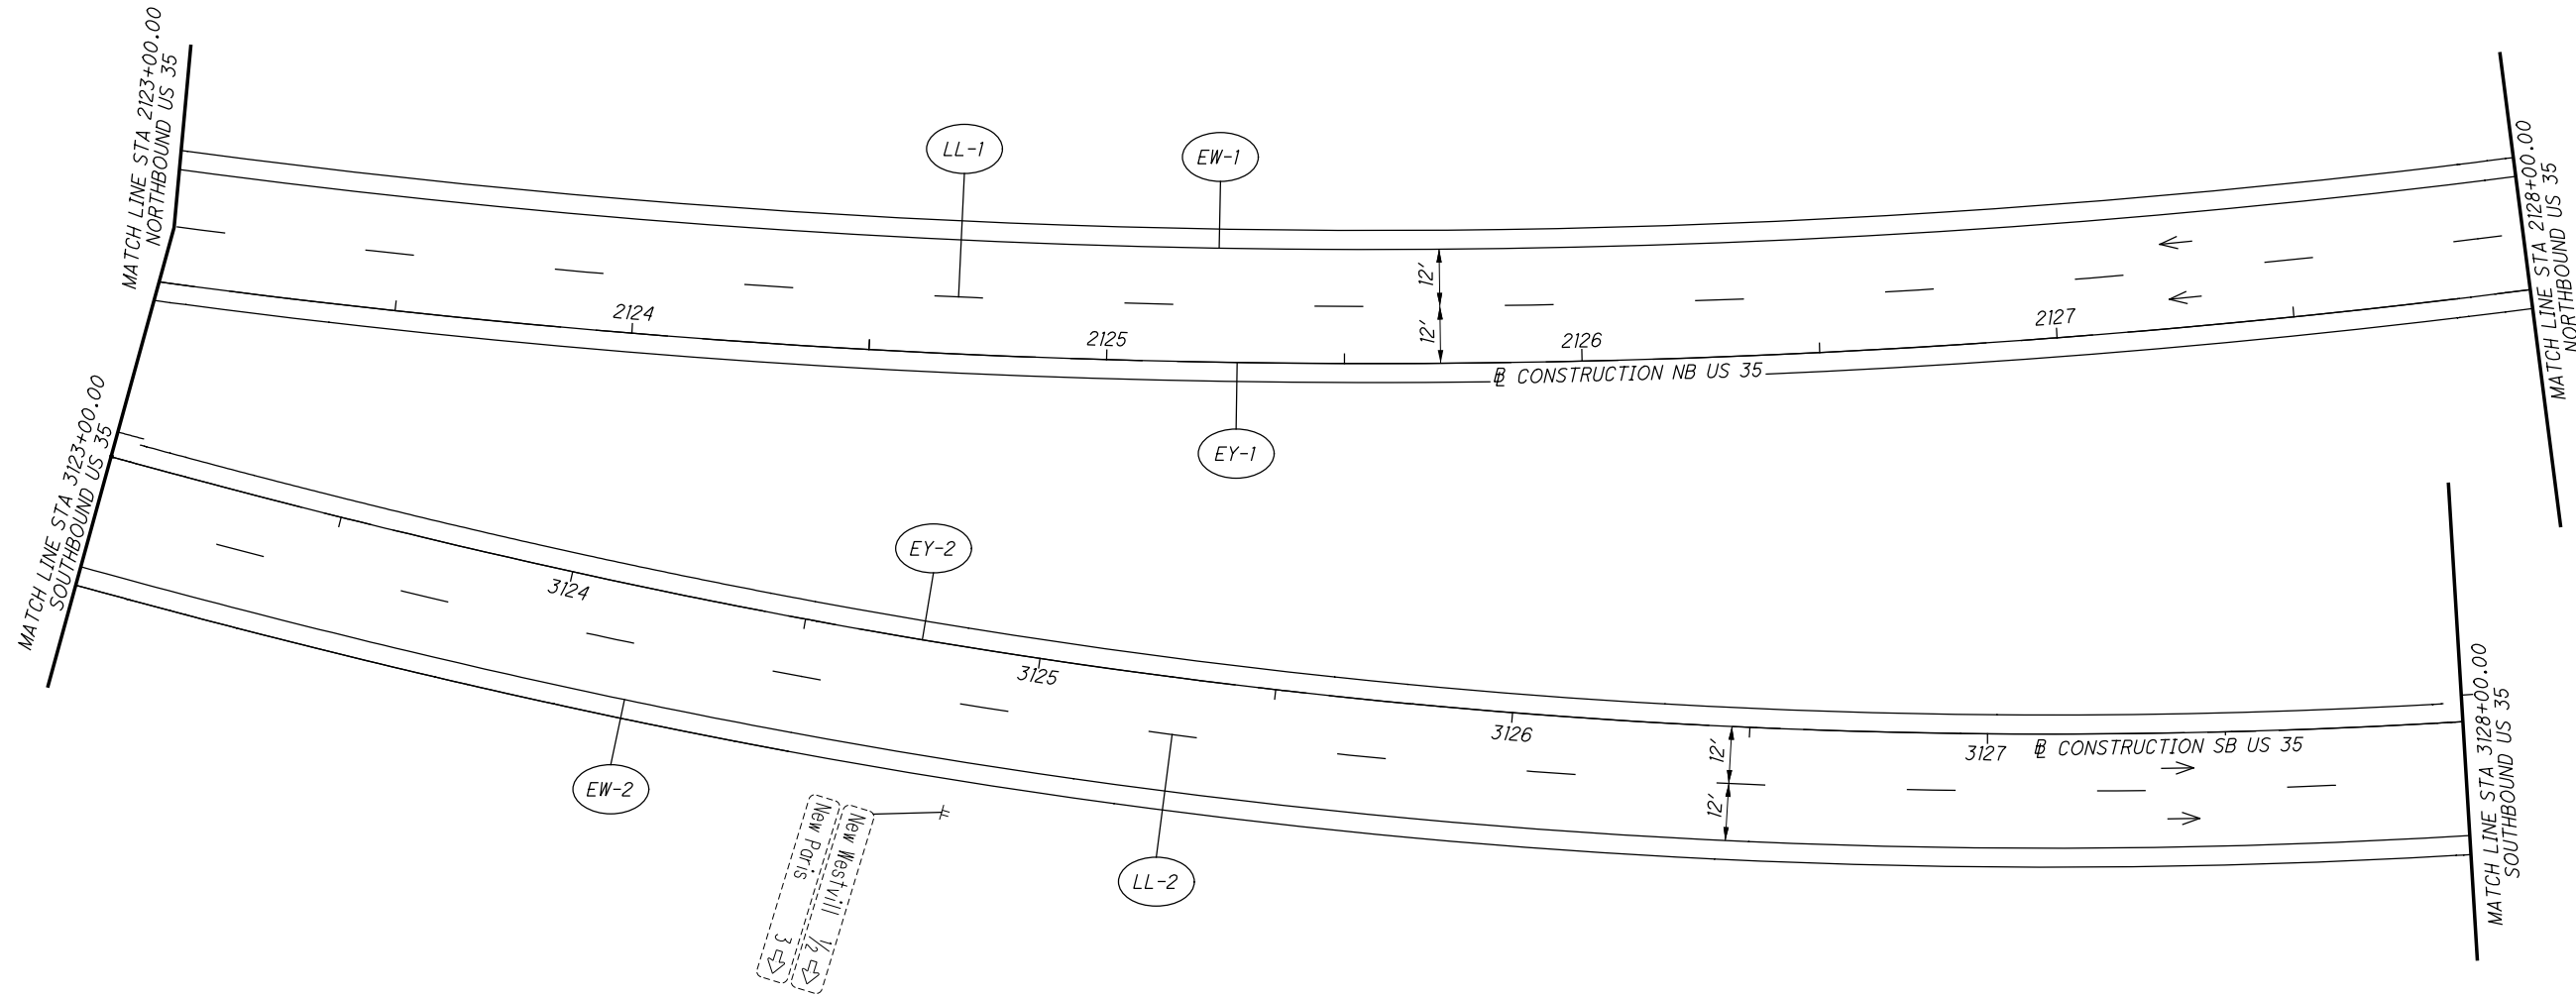 MATCH LINE STA 2123+00.00
NORTHBOUND US 35
LL-1
EW-1
MATCH LINE STA 2128+00.00
NORTHBOUND US 35
12'
12'
2124
2125
2126
2127
℄ CONSTRUCTION NB US 35
EY-1
MATCH LINE STA 3123+00.00
SOUTHBOUND US 35
EY-2
3124
3125
3126
3127
℄ CONSTRUCTION SB US 35
12'
12'
EW-2
LL-2
New Westvill 1/2
New Paris 3
MATCH LINE STA 3128+00.00
SOUTHBOUND US 35